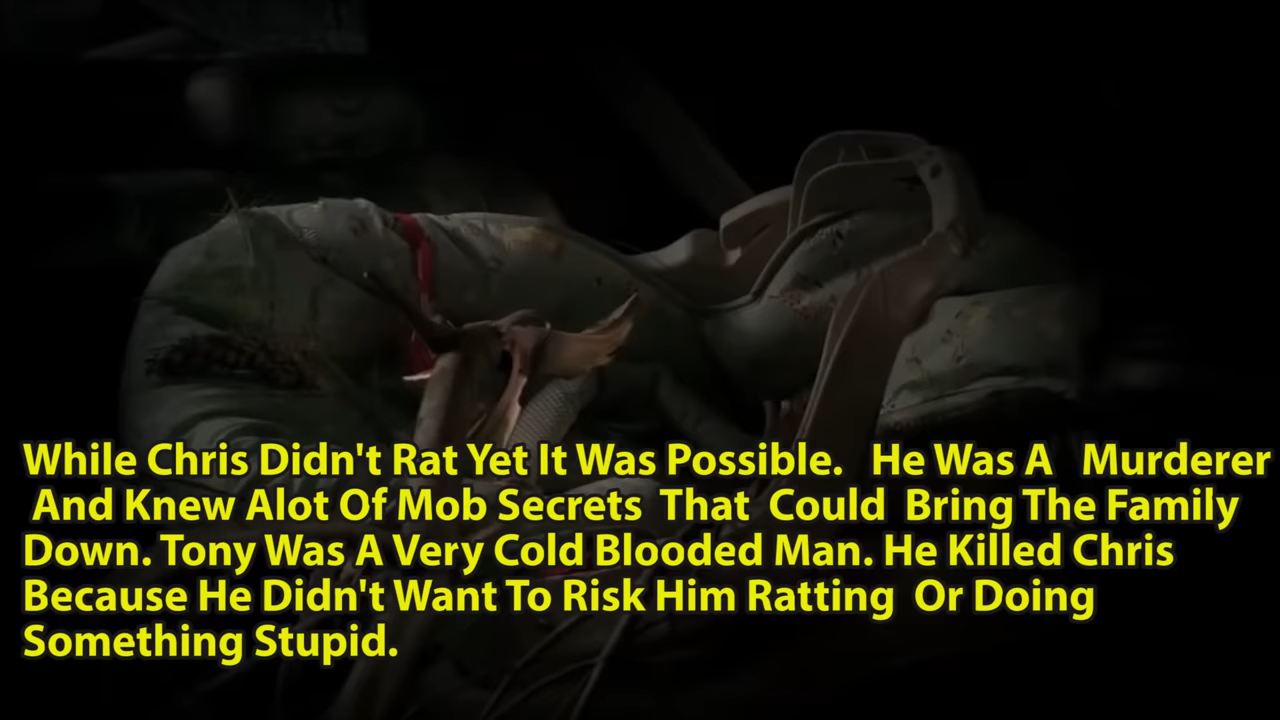 While Chris Didn't Rat Yet It Was Possible. He Was A Murderer
And Knew Alot Of Mob Secrets That Could Bring The Family
Down. Tony Was A Very Cold Blooded Man. He Killed Chris
Because He Didn't Want To Risk Him Ratting Or Doing
Something Stupid.